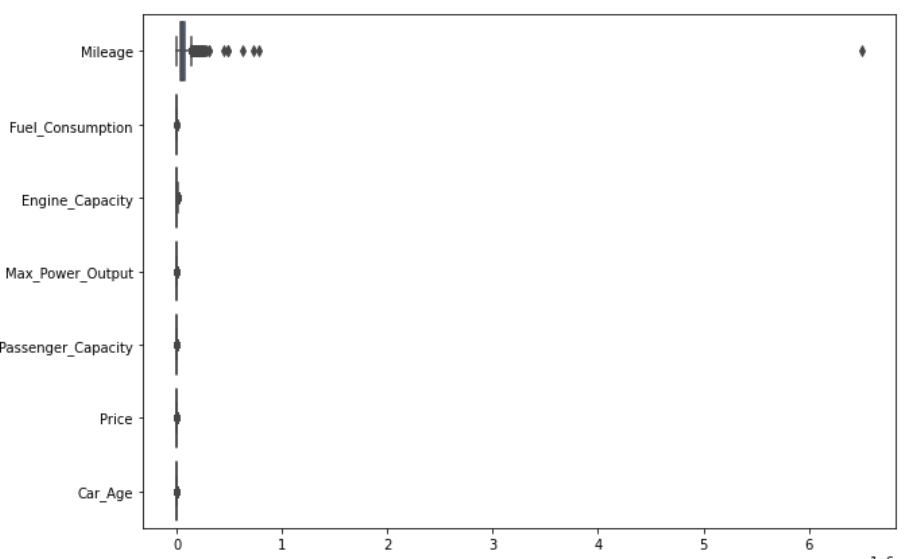 Mileage
Fuel_Consumption
Engine_Capacity
Max_Power_Output
Passenger_Capacity
Price
Car_Age
0 1 2 3 4 5 6